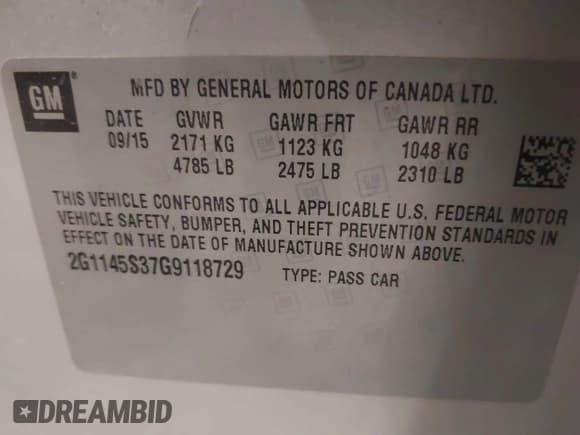 GM ®
MFD BY GENERAL MOTORS OF CANADA LTD.
DATE GVWR GAWR FRT GAWR RR
09/15 2171 KG 1123 KG 1048 KG
4785 LB 2475 LB 2310 LB
THIS VEHICLE CONFORMS TO ALL APPLICABLE U.S. FEDERAL MOTOR
VEHICLE SAFETY, BUMPER, AND THEFT PREVENTION STANDARDS IN
EFFECT ON THE DATE OF MANUFACTURE SHOWN ABOVE.
2G1145S37G9118729 TYPE: PASS CAR
DREAMBID